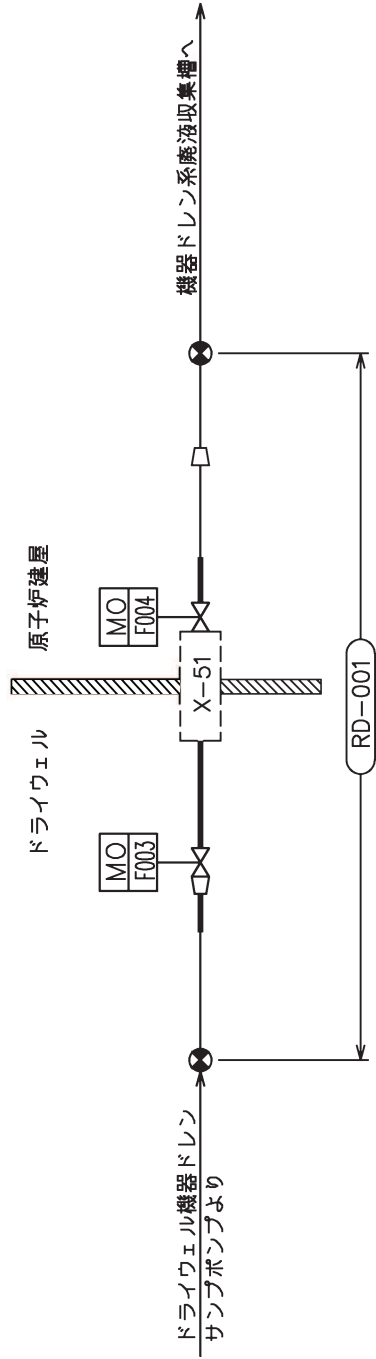 ドライウェル機器ドレン
サンプポンプより
ドライウェル
原子炉建屋
MO
F003
MO
F004
X-51
機器ドレン系廃液収集槽へ
RD-001